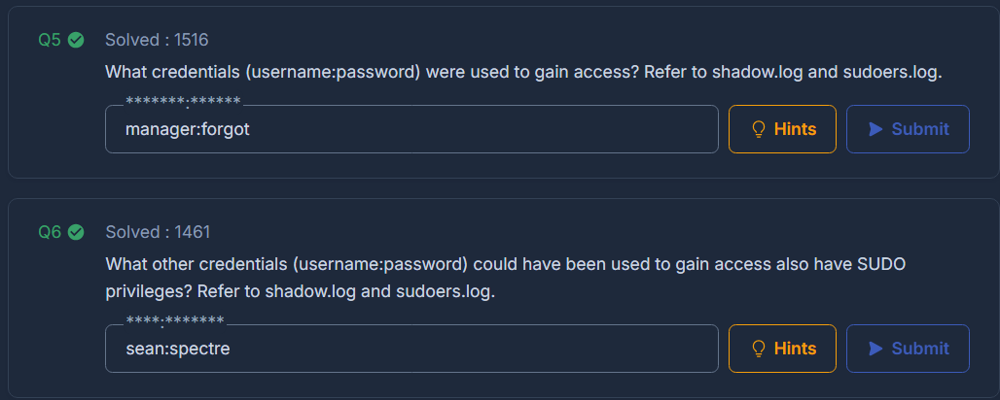 Q5 Solved : 1516
What credentials (username:password) were used to gain access? Refer to shadow.log and sudoers.log.
*******:******
manager:forgot
Hints
Submit
Q6 Solved : 1461
What other credentials (username:password) could have been used to gain access also have SUDO
privileges? Refer to shadow.log and sudoers.log.
****:*******
sean:spectre
Hints
Submit